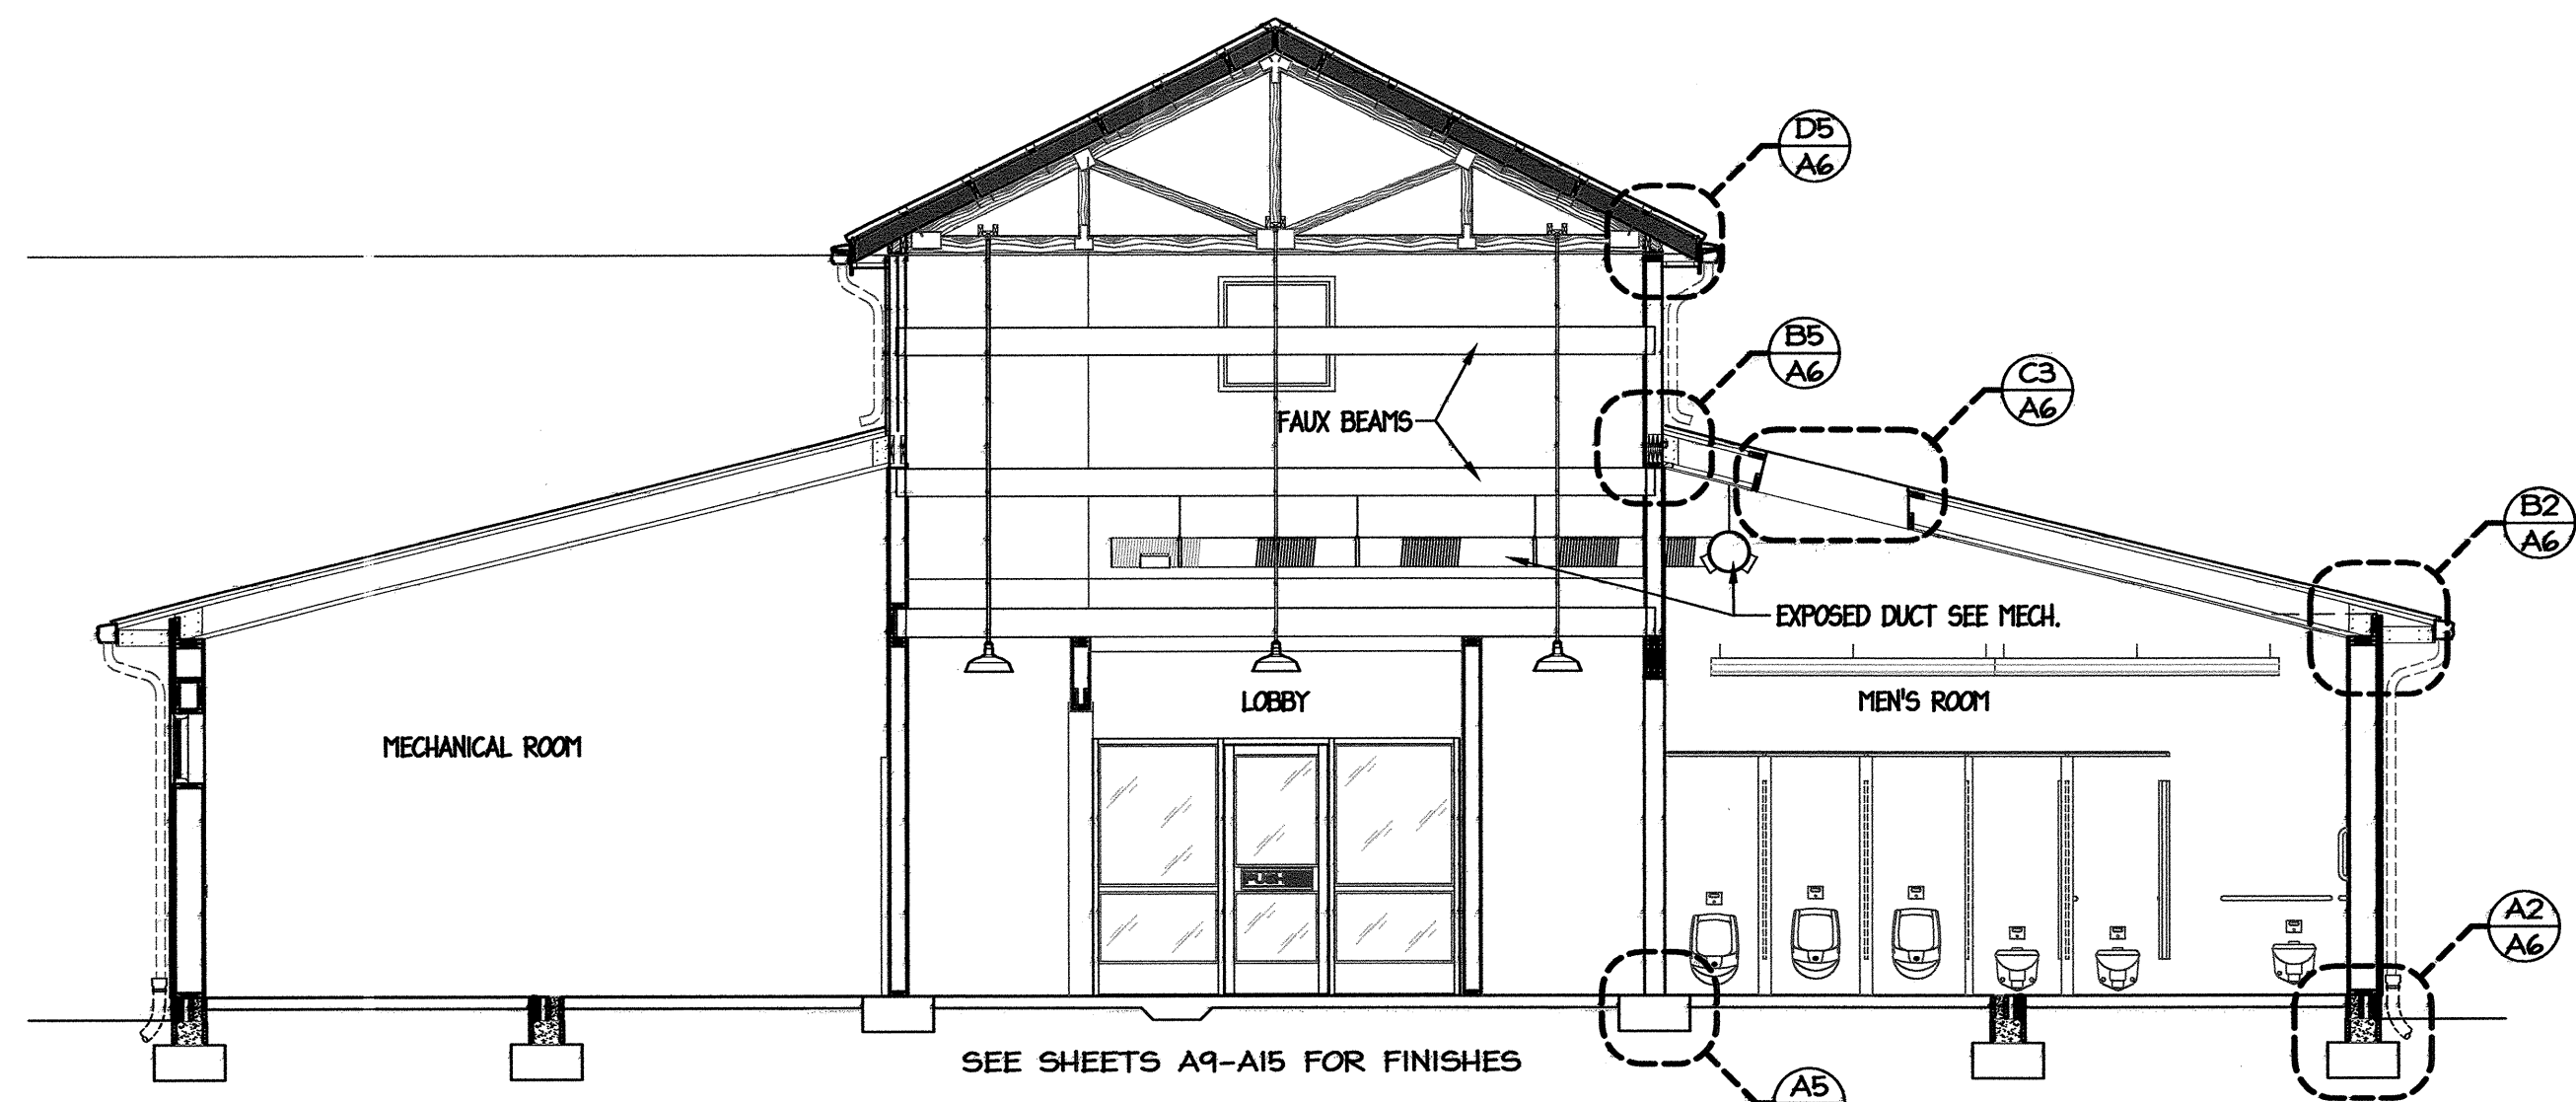 D5
A6
B5
A6
C3
A6
FAUX BEAMS
B2
A6
EXPOSED DUCT SEE MECH.
LOBBY
MEN'S ROOM
MECHANICAL ROOM
PUSH
A2
A6
SEE SHEETS A9-A15 FOR FINISHES
A5